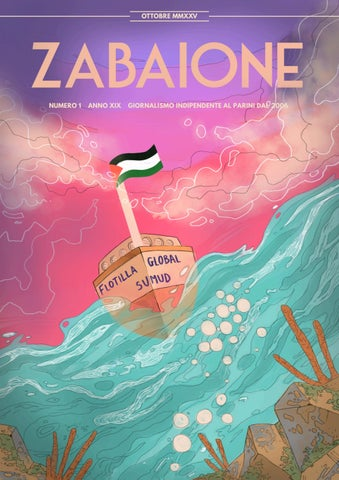 OTTOBRE MMXXV
ZABAIONE
NUMERO 1 ANNO XIX GIORNALISMO INDIPENDENTE AL PARINI DAL 2006
FLOTILLA GLOBAL
SUMUD